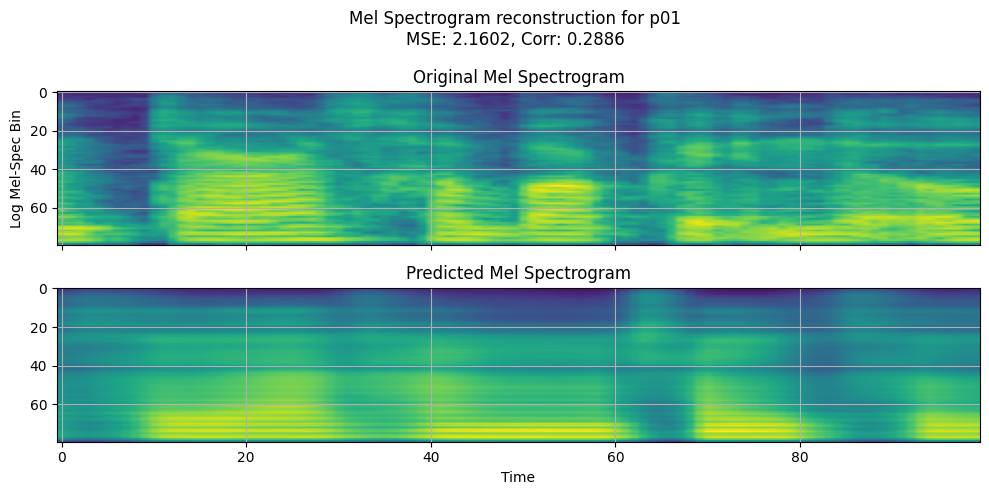 Mel Spectrogram reconstruction for p01
MSE: 2.1602, Corr: 0.2886
Original Mel Spectrogram
Log Mel-Spec Bin
0
20
40
60
Predicted Mel Spectrogram
0
20
40
60
0 20 40 60 80
Time